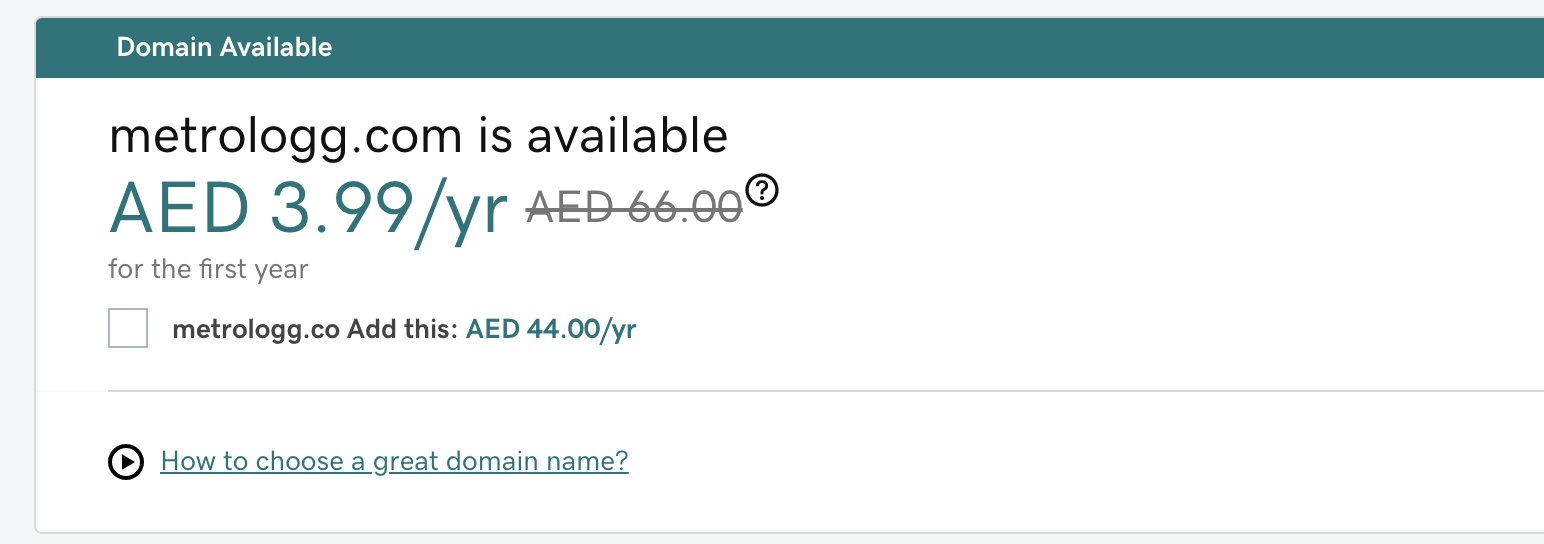 Domain Available
metrologg.com is available
AED 3.99/yr AED 66.00 ?
for the first year
metrologg.co Add this: AED 44.00/yr
How to choose a great domain name?